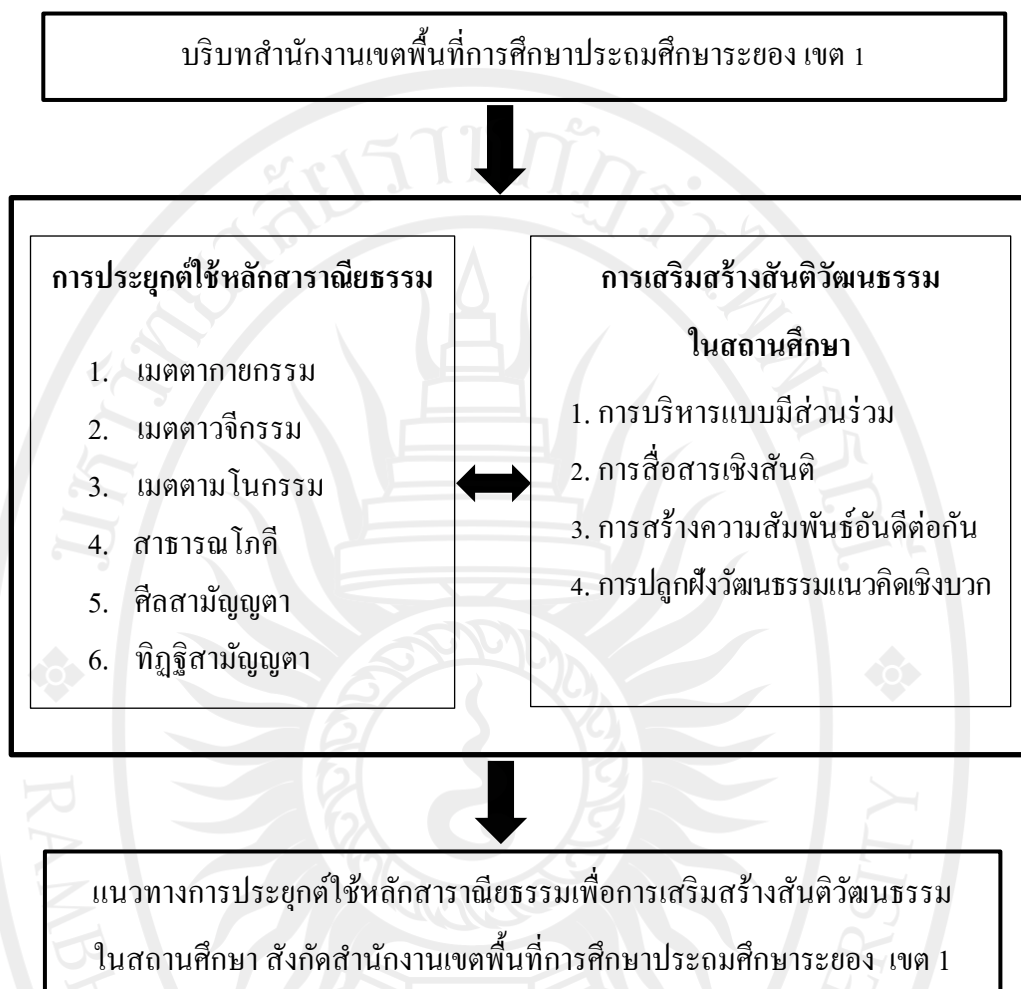 บริบทสำนักงานเขตพื้นที่การศึกษาประถมศึกษาระยอง เขต 1
การประยุกต์ใช้หลักสาราณียธรรม
1. เมตตากายกรรม
2. เมตตาวจีกรรม
3. เมตตามโนกรรม
4. สาธารณโภคี
5. ศีลสามัญญตา
6. ทิฏฐิสามัญญตา
การเสริมสร้างสันติวัฒนธรรม
ในสถานศึกษา
1. การบริหารแบบมีส่วนร่วม
2. การสื่อสารเชิงสันติ
3. การสร้างความสัมพันธ์อันดีต่อกัน
4. การปลูกฝังวัฒนธรรมแนวคิดเชิงบวก
แนวทางการประยุกต์ใช้หลักสาราณียธรรมเพื่อการเสริมสร้างสันติวัฒนธรรม
ในสถานศึกษา สังกัดสำนักงานเขตพื้นที่การศึกษาประถมศึกษาระยอง เขต 1